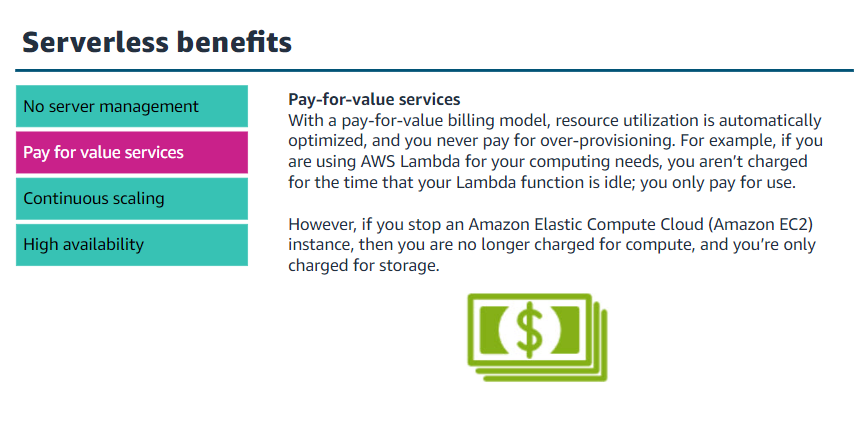 Serverless benefits
No server management
Pay for value services
Continuous scaling
High availability
Pay-for-value services
With a pay-for-value billing model, resource utilization is automatically
optimized, and you never pay for over-provisioning. For example, if you
are using AWS Lambda for your computing needs, you aren’t charged
for the time that your Lambda function is idle; you only pay for use.
However, if you stop an Amazon Elastic Compute Cloud (Amazon EC2)
instance, then you are no longer charged for compute, and you’re only
charged for storage.
$